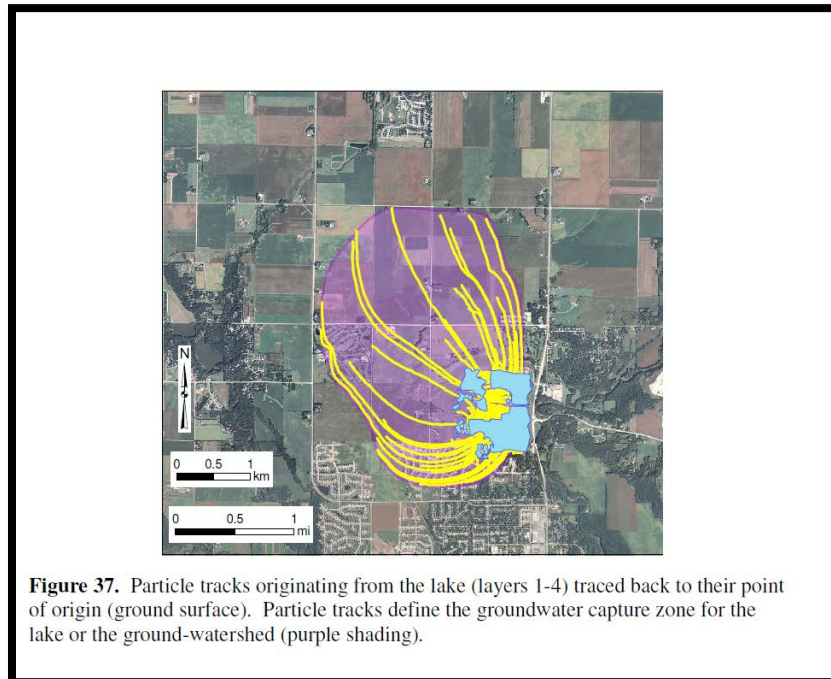 N
0 0.5 1
km
0 0.5 1
mi
Figure 37. Particle tracks originating from the lake (layers 1-4) traced back to their point
of origin (ground surface). Particle tracks define the groundwater capture zone for the
lake or the ground-watershed (purple shading).